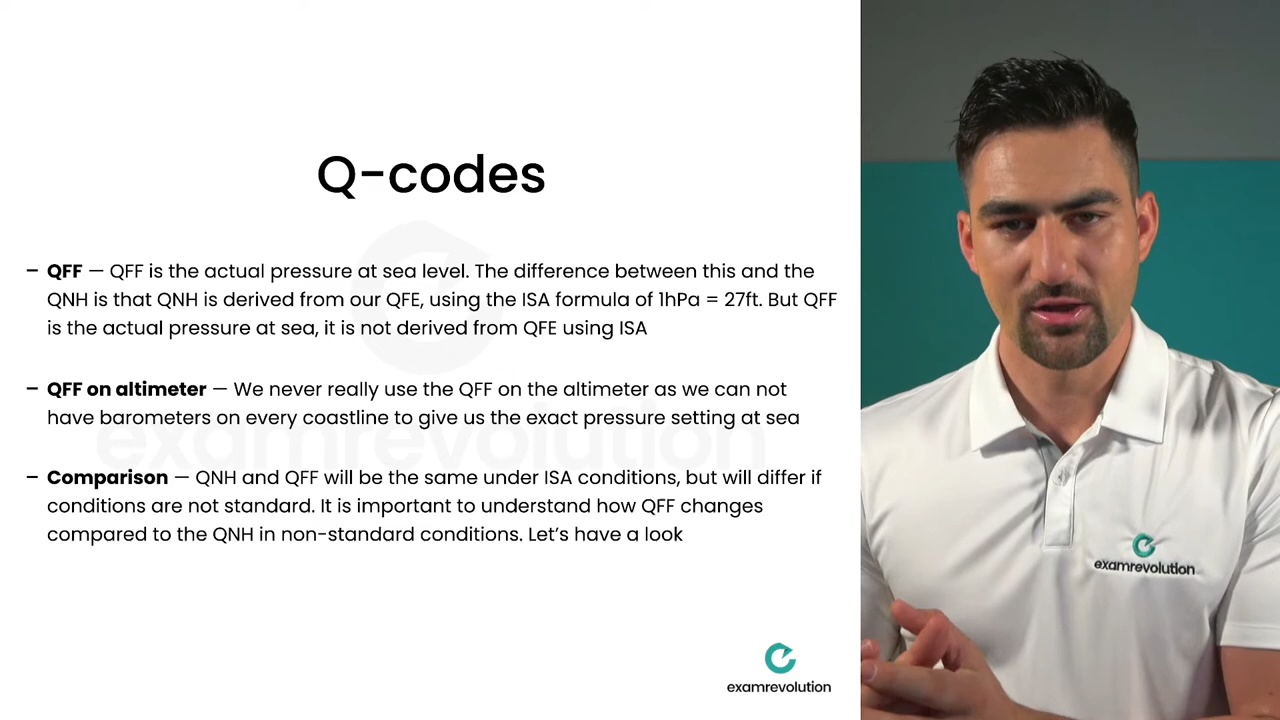 Q-codes
– QFF — QFF is the actual pressure at sea level. The difference between this and the
QNH is that QNH is derived from our QFE, using the ISA formula of 1hPa = 27ft. But QFF
is the actual pressure at sea, it is not derived from QFE using ISA
– QFF on altimeter — We never really use the QFF on the altimeter as we can not
have barometers on every coastline to give us the exact pressure setting at sea
– Comparison — QNH and QFF will be the same under ISA conditions, but will differ if
conditions are not standard. It is important to understand how QFF changes
compared to the QNH in non-standard conditions. Let's have a look
examrevolution
examrevolution
examrevolution